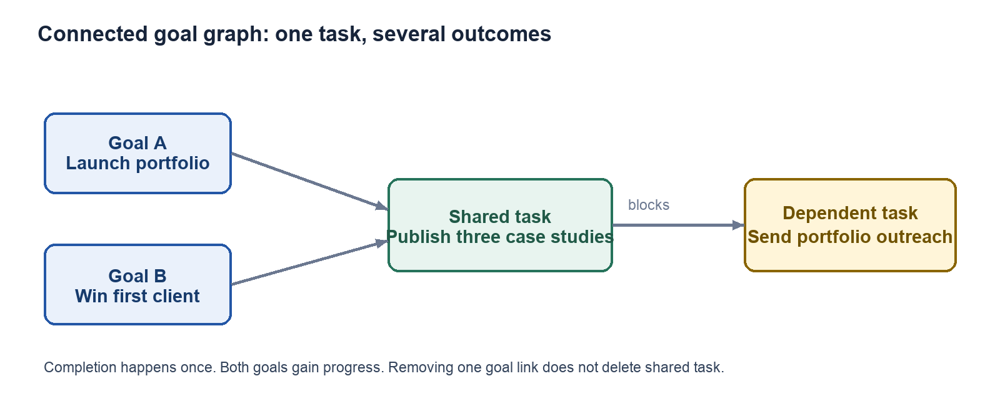 Connected goal graph: one task, several outcomes
Goal A
Launch portfolio
Goal B
Win first client
Shared task
Publish three case studies
blocks
Dependent task
Send portfolio outreach
Completion happens once. Both goals gain progress. Removing one goal link does not delete shared task.